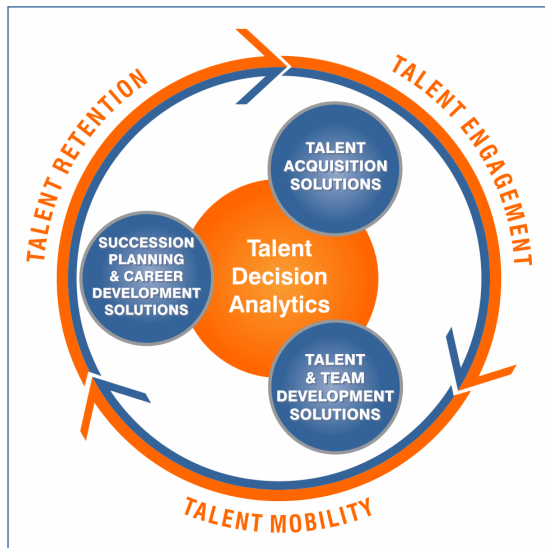 TALENT RETENTION
TALENT ENGAGEMENT
TALENT
ACQUISITION
SOLUTIONS
SUCCESSION
PLANNING
& CAREER
DEVELOPMENT
SOLUTIONS
Talent
Decision
Analytics
TALENT
& TEAM
DEVELOPMENT
SOLUTIONS
TALENT MOBILITY